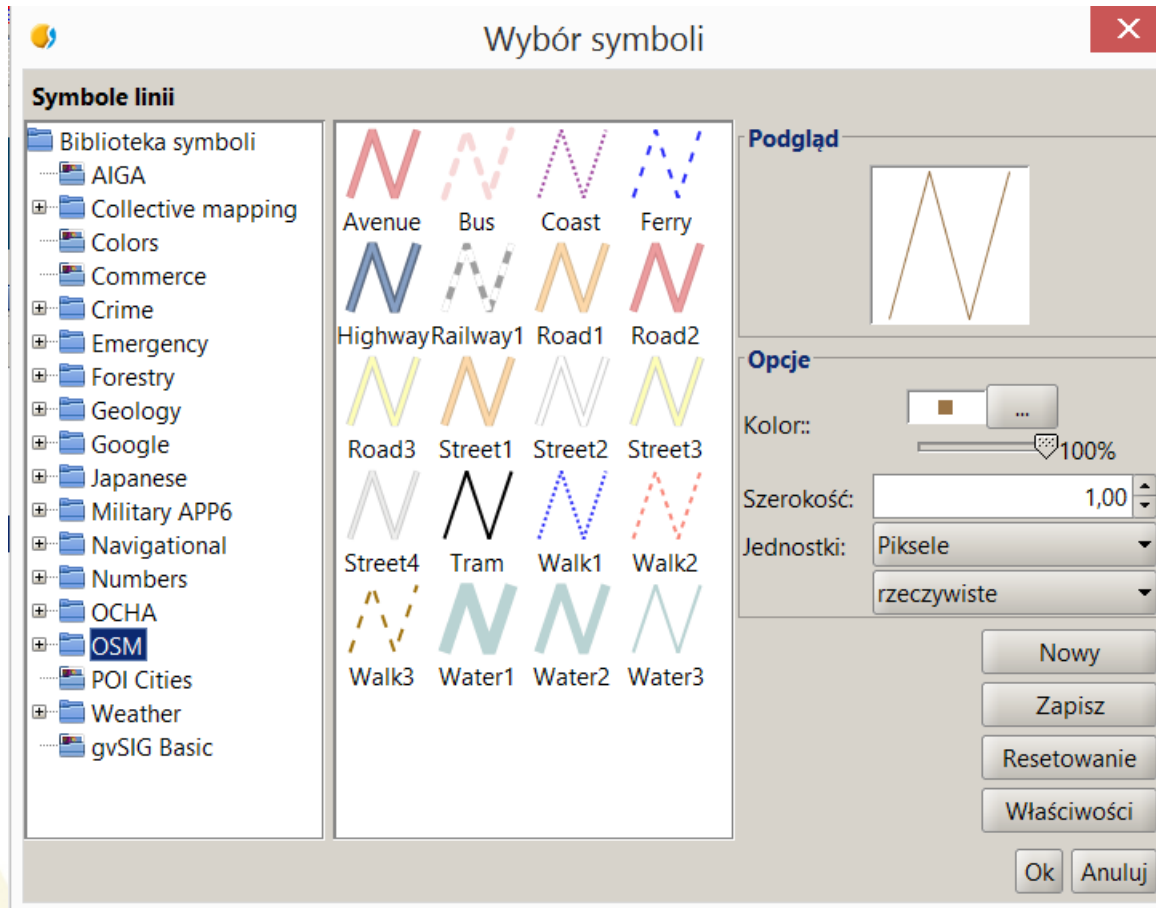 Wybór symboli
Symbole linii
Biblioteka symboli
AIGA
Collective mapping
Colors
Commerce
Crime
Emergency
Forestry
Geology
Google
Japanese
Military APP6
Navigational
Numbers
OCHA
OSM
POI Cities
Weather
gvSIG Basic
Avenue Bus Coast Ferry
Highway Railway1 Road1 Road2
Road3 Street1 Street2 Street3
Street4 Tram Walk1 Walk2
Walk3 Water1 Water2 Water3
Podgląd
Opcje
Kolor:: ...
100%
Szerokość: 1,00
Jednostki: Piksele
rzeczywiste
Nowy
Zapisz
Resetowanie
Właściwości
Ok Anuluj